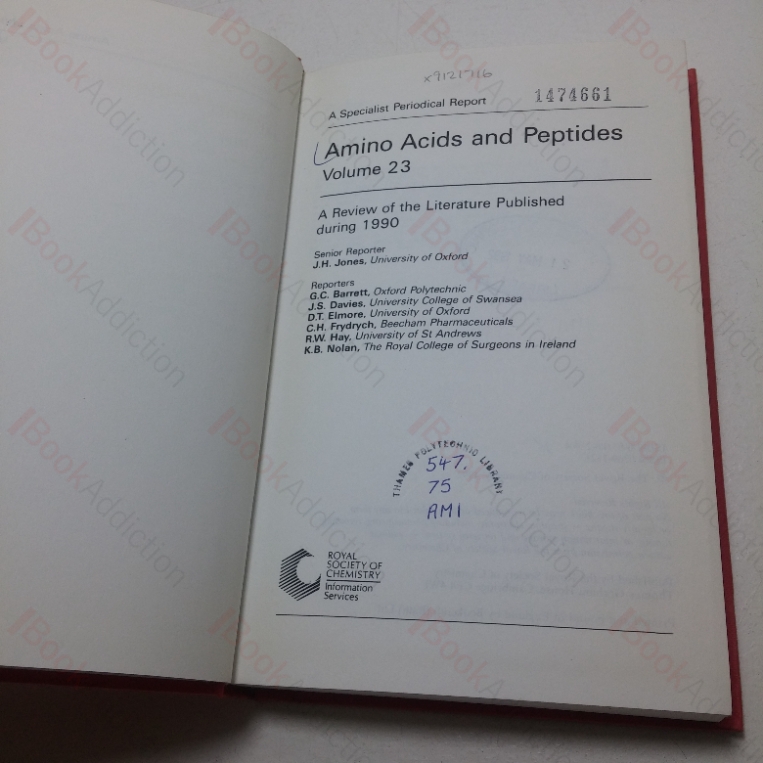 x9121716
A Specialist Periodical Report 1474661
Amino Acids and Peptides
Volume 23
A Review of the Literature Published
during 1990
Senior Reporter
J.H. Jones, University of Oxford
Reporters
G.C. Barrett, Oxford Polytechnic
J.S. Davies, University College of Swansea
D.T. Elmore, University of Oxford
C.H. Frydrych, Beecham Pharmaceuticals
R.W. Hay, University of St Andrews
K.B. Nolan, The Royal College of Surgeons in Ireland
THAMES POLYTECHNIC LIBRARY
547.
75
AMI
ROYAL
SOCIETY OF
CHEMISTRY
Information
Services
BookAddiction